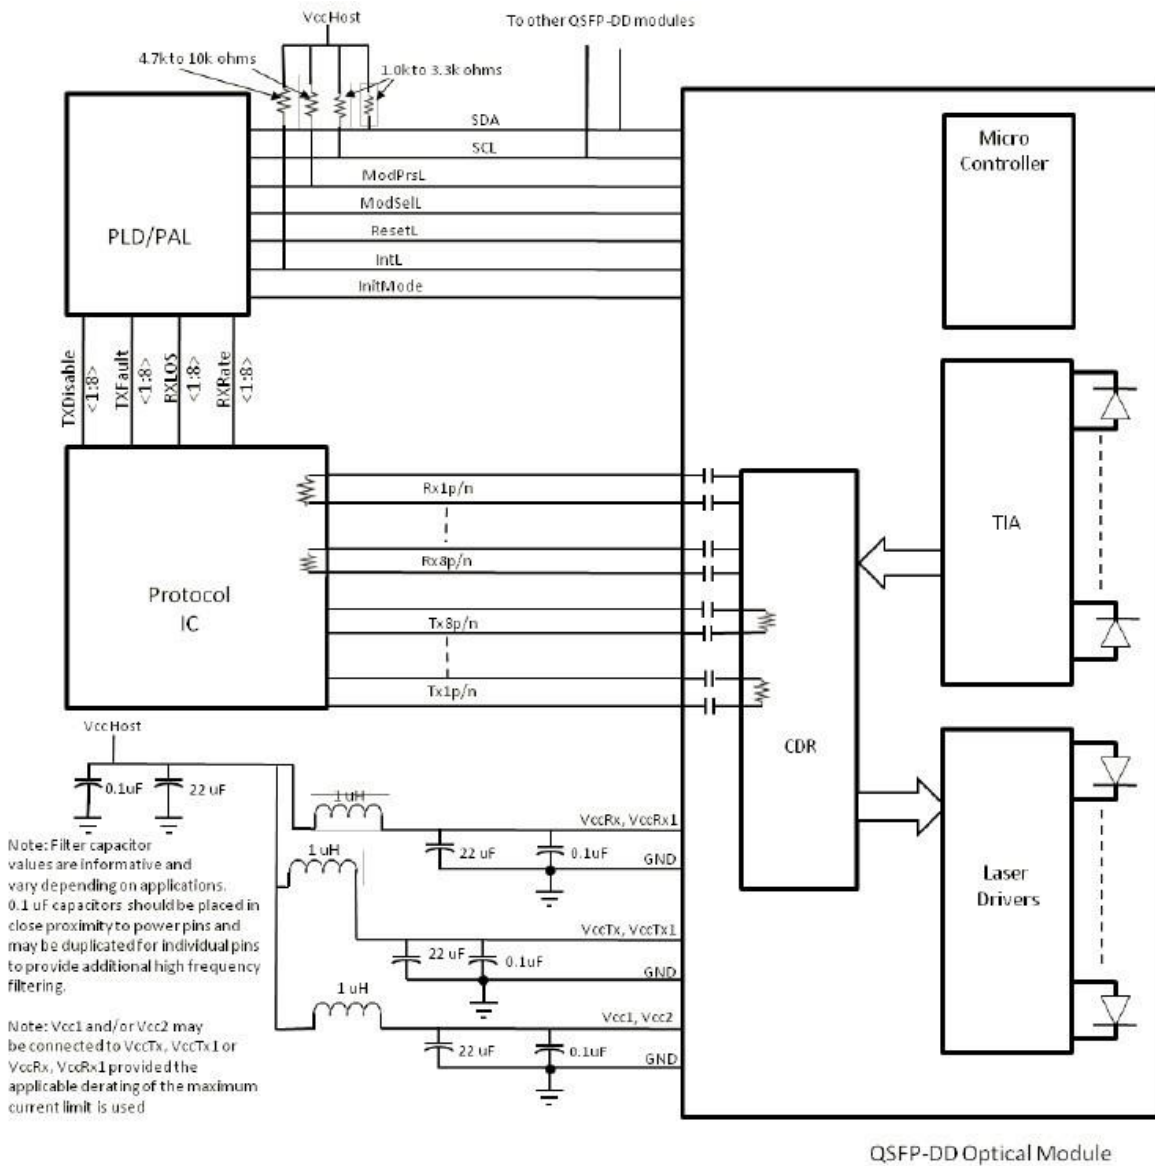 VccHost
To other QSFP-DD modules
4.7k to 10k ohms
1.0k to 3.3k ohms
SDA
SCL
ModPrsL
ModSelL
ResetL
IntL
InitMode
PLD/PAL
Micro
Controller
TXDisable
<1:8>
TXFault
<1:8>
RXLOS
<1:8>
RXRate
<1:8>
Rx1p/n
Rx8p/n
Tx8p/n
Tx1p/n
Protocol
IC
TIA
CDR
Laser
Drivers
VccHost
0.1uF
22 uF
1 uH
VccRx, VccRx1
22 uF
0.1uF
GND
1 uH
VccTx, VccTx1
22 uF
0.1uF
GND
1 uH
Vcc1, Vcc2
22 uF
0.1uF
GND
Note: Filter capacitor
values are informative and
vary depending on applications.
0.1 uF capacitors should be placed in
close proximity to power pins and
may be duplicated for individual pins
to provide additional high frequency
filtering.
Note: Vcc1 and/or Vcc2 may
be connected to VccTx, VccTx1 or
VccRx, VccRx1 provided the
applicable derating of the maximum
current limit is used
QSFP-DD Optical Module